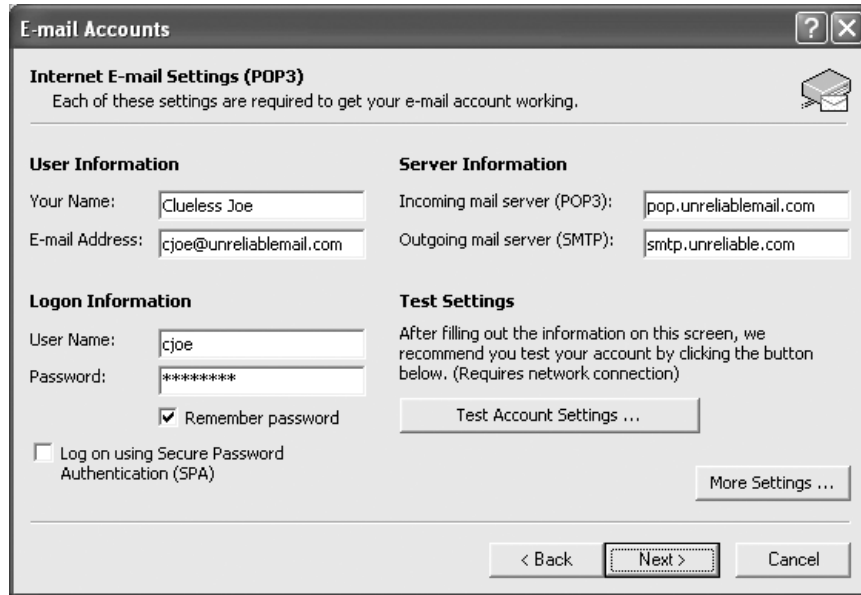 E-mail Accounts
Internet E-mail Settings (POP3)
Each of these settings are required to get your e-mail account working.
User Information
Your Name: Clueless Joe
E-mail Address: cjoe@unreliablemail.com
Server Information
Incoming mail server (POP3): pop.unreliablemail.com
Outgoing mail server (SMTP): smtp.unreliable.com
Logon Information
User Name: cjoe
Password: ********
Remember password
Log on using Secure Password
Authentication (SPA)
Test Settings
After filling out the information on this screen, we
recommend you test your account by clicking the button
below. (Requires network connection)
Test Account Settings ...
More Settings ...
< Back Next > Cancel